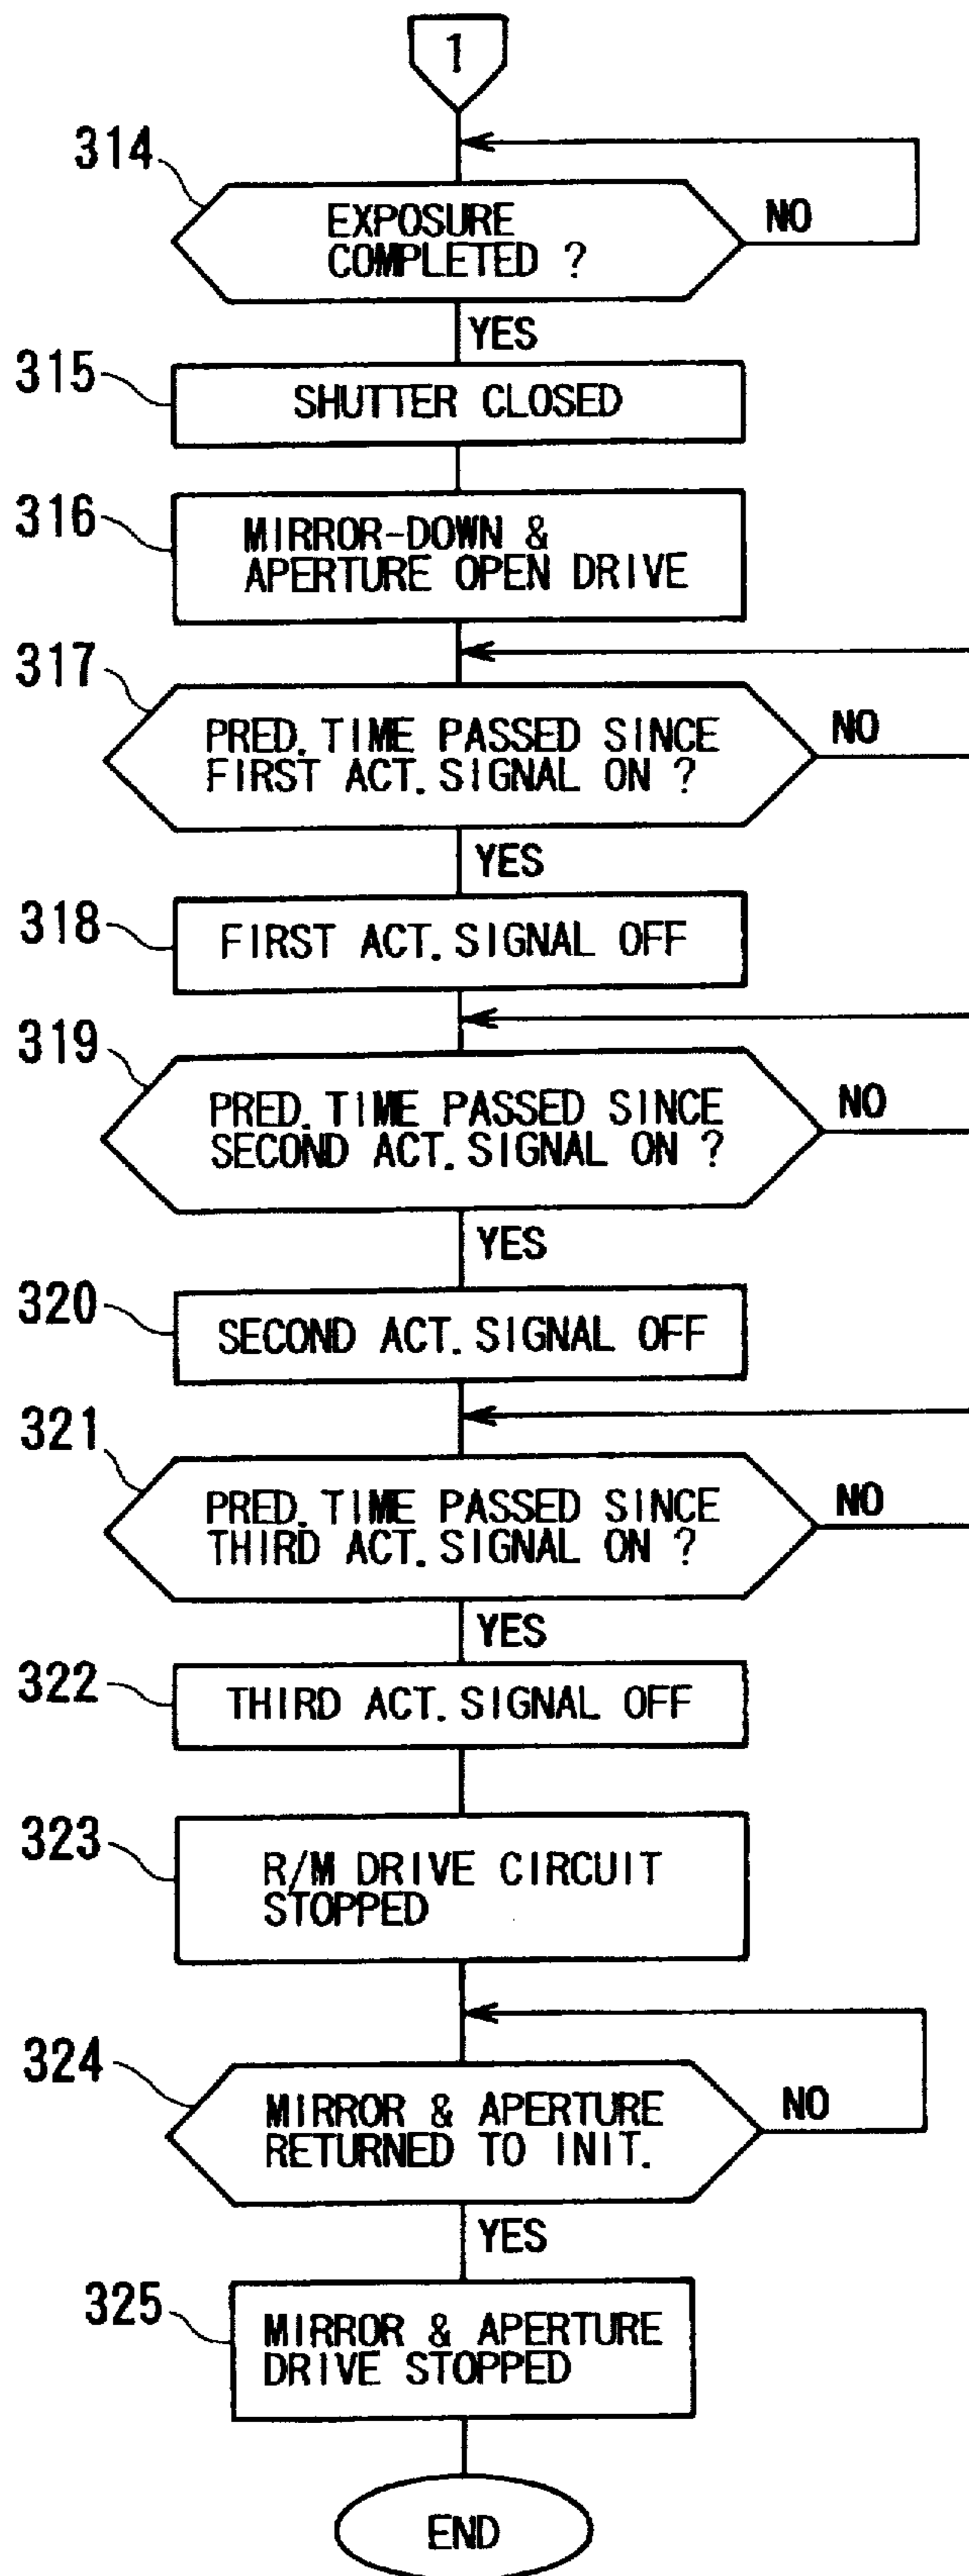 1
314
EXPOSURE
COMPLETED ?
NO
YES
315
SHUTTER CLOSED
316
MIRROR-DOWN &
APERTURE OPEN DRIVE
317
PRED. TIME PASSED SINCE
FIRST ACT. SIGNAL ON ?
NO
YES
318
FIRST ACT. SIGNAL OFF
319
PRED. TIME PASSED SINCE
SECOND ACT. SIGNAL ON ?
NO
YES
320
SECOND ACT. SIGNAL OFF
321
PRED. TIME PASSED SINCE
THIRD ACT. SIGNAL ON ?
NO
YES
322
THIRD ACT. SIGNAL OFF
323
R/M DRIVE CIRCUIT
STOPPED
324
MIRROR & APERTURE
RETURNED TO INIT.
NO
YES
325
MIRROR & APERTURE
DRIVE STOPPED
END